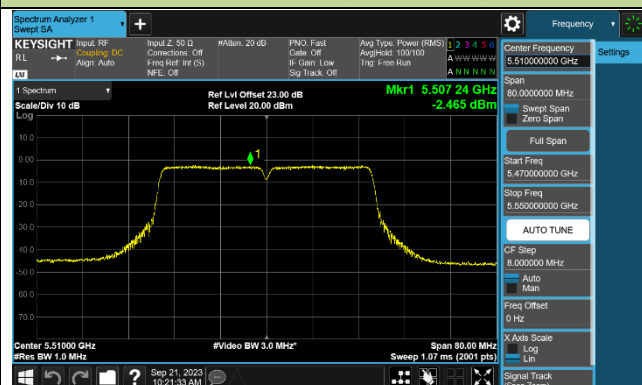 Spectrum Analyzer 1
Swept SA
Frequency
KEYSIGHT
RL
LXI
Input: RF
Coupling: DC
Align: Auto
Input Z: 50 Ω
Corrections: Off
Freq Ref: Int (S)
NFE: Off
#Atten: 20 dB
PNO: Fast
Gate: Off
IF Gain: Low
Sig Track: Off
Avg Type: Power (RMS)
Avg|Hold: 100/100
Trig: Free Run
1 2 3 4 5 6
A W W W W W
A N N N N N
1 Spectrum
Scale/Div 10 dB
Log
Ref Lvl Offset 23.00 dB
Ref Level 20.00 dBm
Mkr1 5.507 24 GHz
-2.465 dBm
1
10.0
0.00
-10.0
-20.0
-30.0
-40.0
-50.0
-60.0
-70.0
Center 5.51000 GHz
#Res BW 1.0 MHz
#Video BW 3.0 MHz*
Span 80.00 MHz
Sweep 1.07 ms (2001 pts)
Sep 21, 2023
10:21:33 AM
Center Frequency
5.510000000 GHz
Settings
Span
80.0000000 MHz
Swept Span
Zero Span
Full Span
Start Freq
5.470000000 GHz
Stop Freq
5.550000000 GHz
AUTO TUNE
CF Step
8.000000 MHz
Auto
Man
Freq Offset
0 Hz
X Axis Scale
Log
Lin
Signal Track
(Span Zoom)